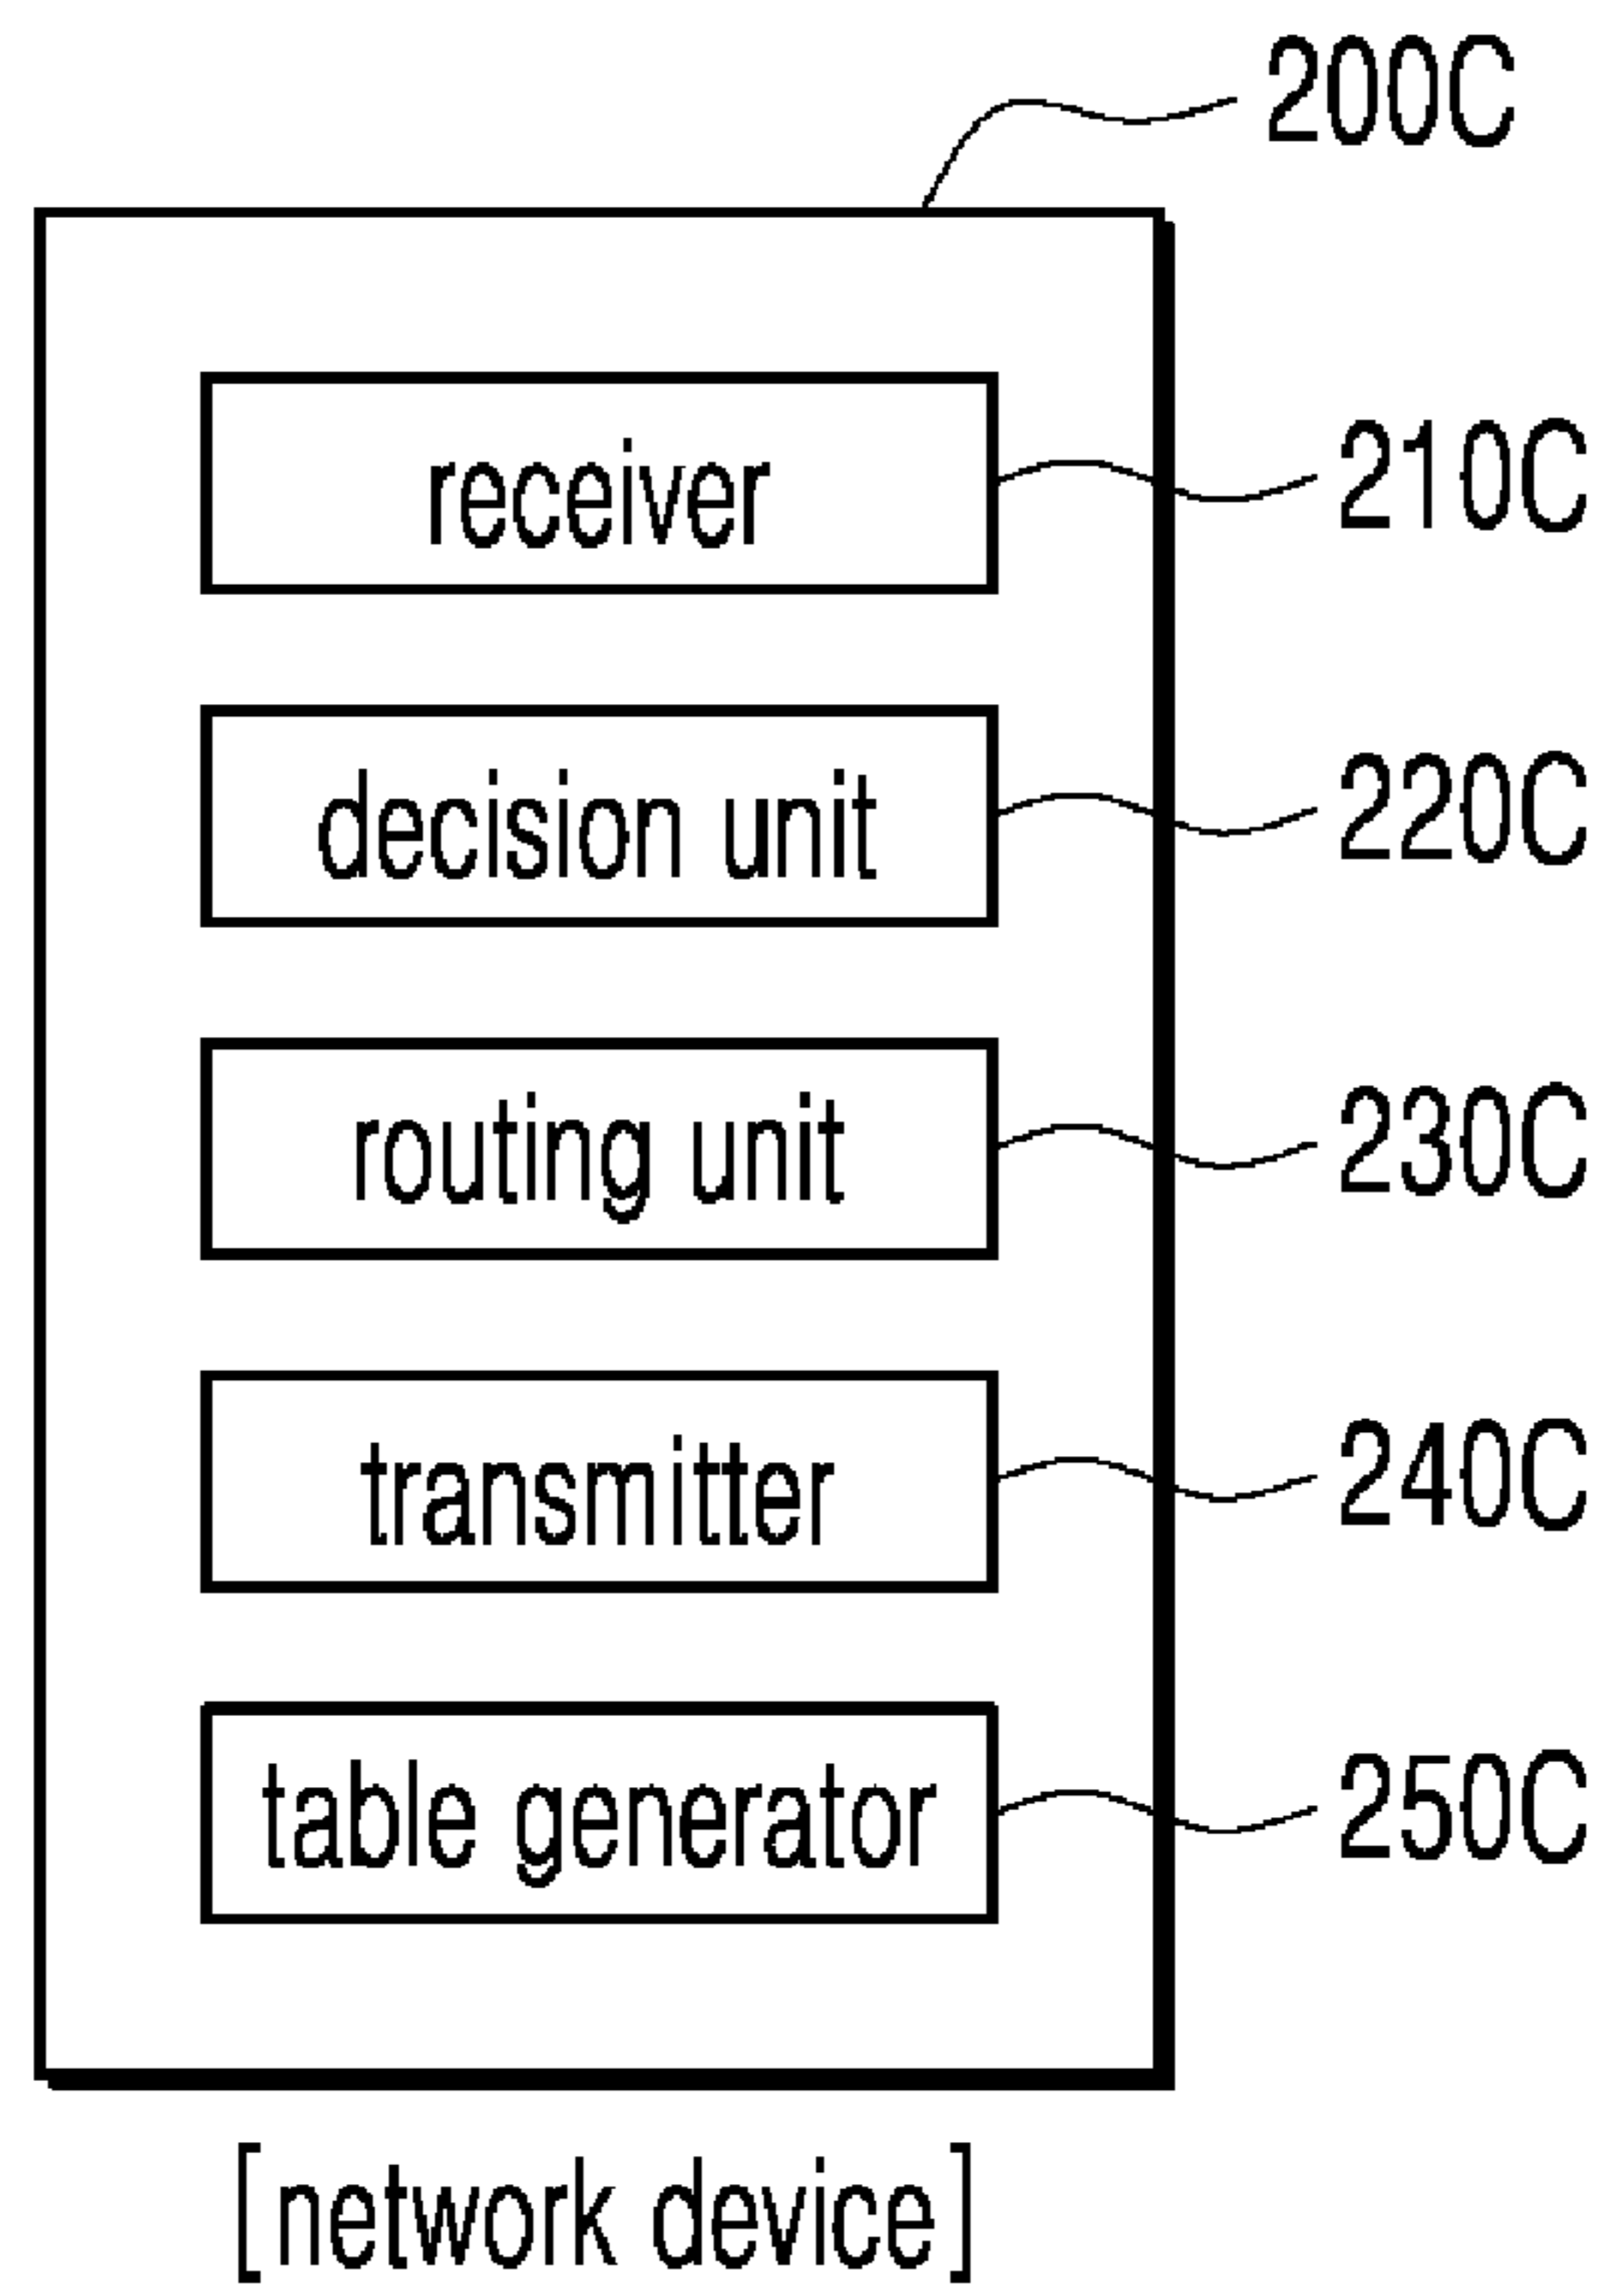 200C
receiver 210C
decision unit 220C
routing unit 230C
transmitter 240C
table generator 250C
[network device]